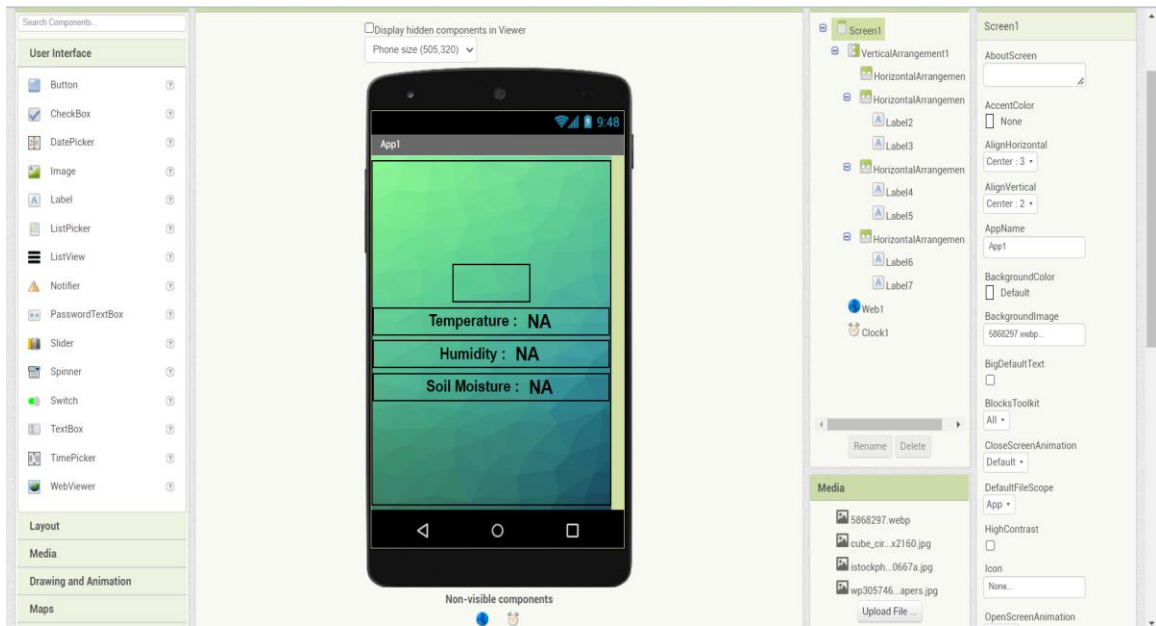 Search Components...
User Interface
Button
CheckBox
DatePicker
Image
Label
ListPicker
ListView
Notifier
PasswordTextBox
Slider
Spinner
Switch
TextBox
TimePicker
WebViewer
Layout
Media
Drawing and Animation
Maps
Display hidden components in Viewer
Phone size (505,320)
9:48
App1
Temperature : NA
Humidity : NA
Soil Moisture : NA
Non-visible components
Screen1
VerticalArrangement1
HorizontalArrangemen
HorizontalArrangemen
Label2
Label3
HorizontalArrangemen
Label4
Label5
HorizontalArrangemen
Label6
Label7
Web1
Clock1
Rename Delete
Media
5868297.webp
cube_cir...x2160.jpg
istockph...0667a.jpg
wp305746...apers.jpg
Upload File ...
Screen1
AboutScreen
AccentColor
None
AlignHorizontal
Center : 3
AlignVertical
Center : 2
AppName
App1
BackgroundColor
Default
BackgroundImage
5868297.webp...
BigDefaultText
BlocksToolkit
All
CloseScreenAnimation
Default
DefaultFileScope
App
HighContrast
Icon
None...
OpenScreenAnimation